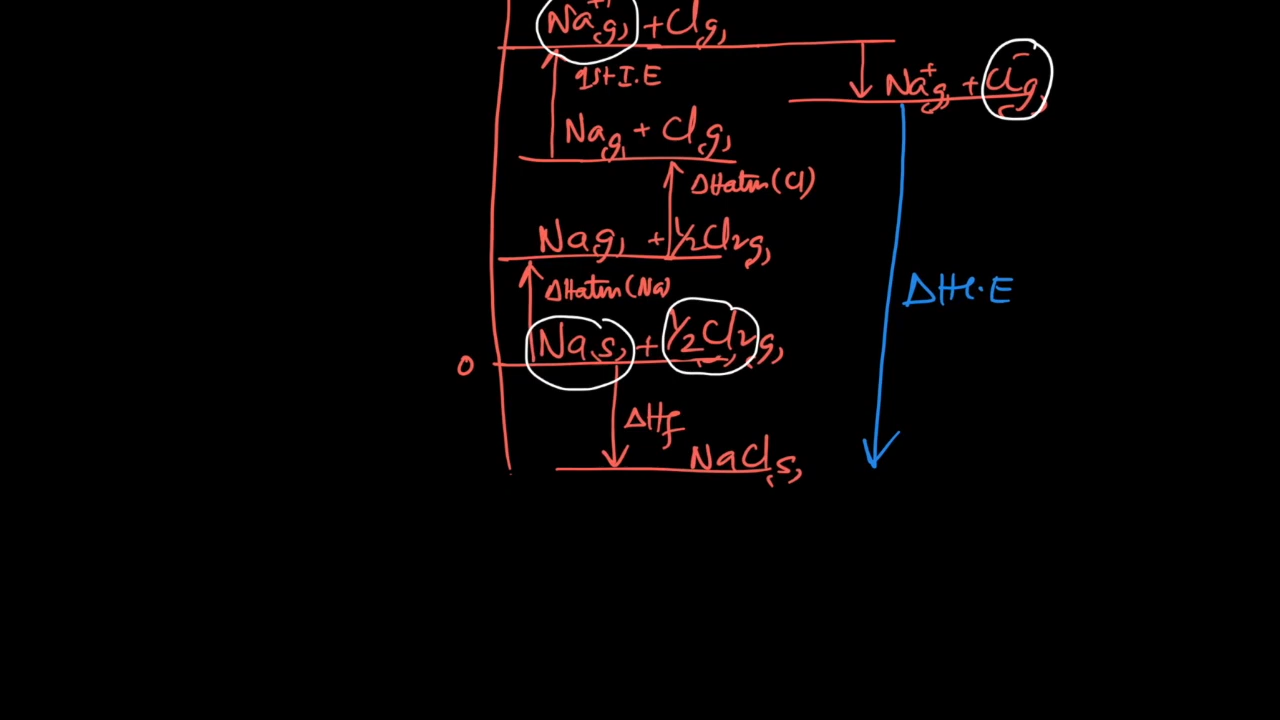 Na⁺(g) + Cl(g)
1st I.E
Na⁺(g) + Cl⁻(g)
Na(g) + Cl(g)
ΔHatm(Cl)
Na(g) + ½Cl₂(g)
ΔHatm(Na)
ΔHl.E
Na(s) + ½Cl₂(g)
0
ΔHf
NaCl(s)